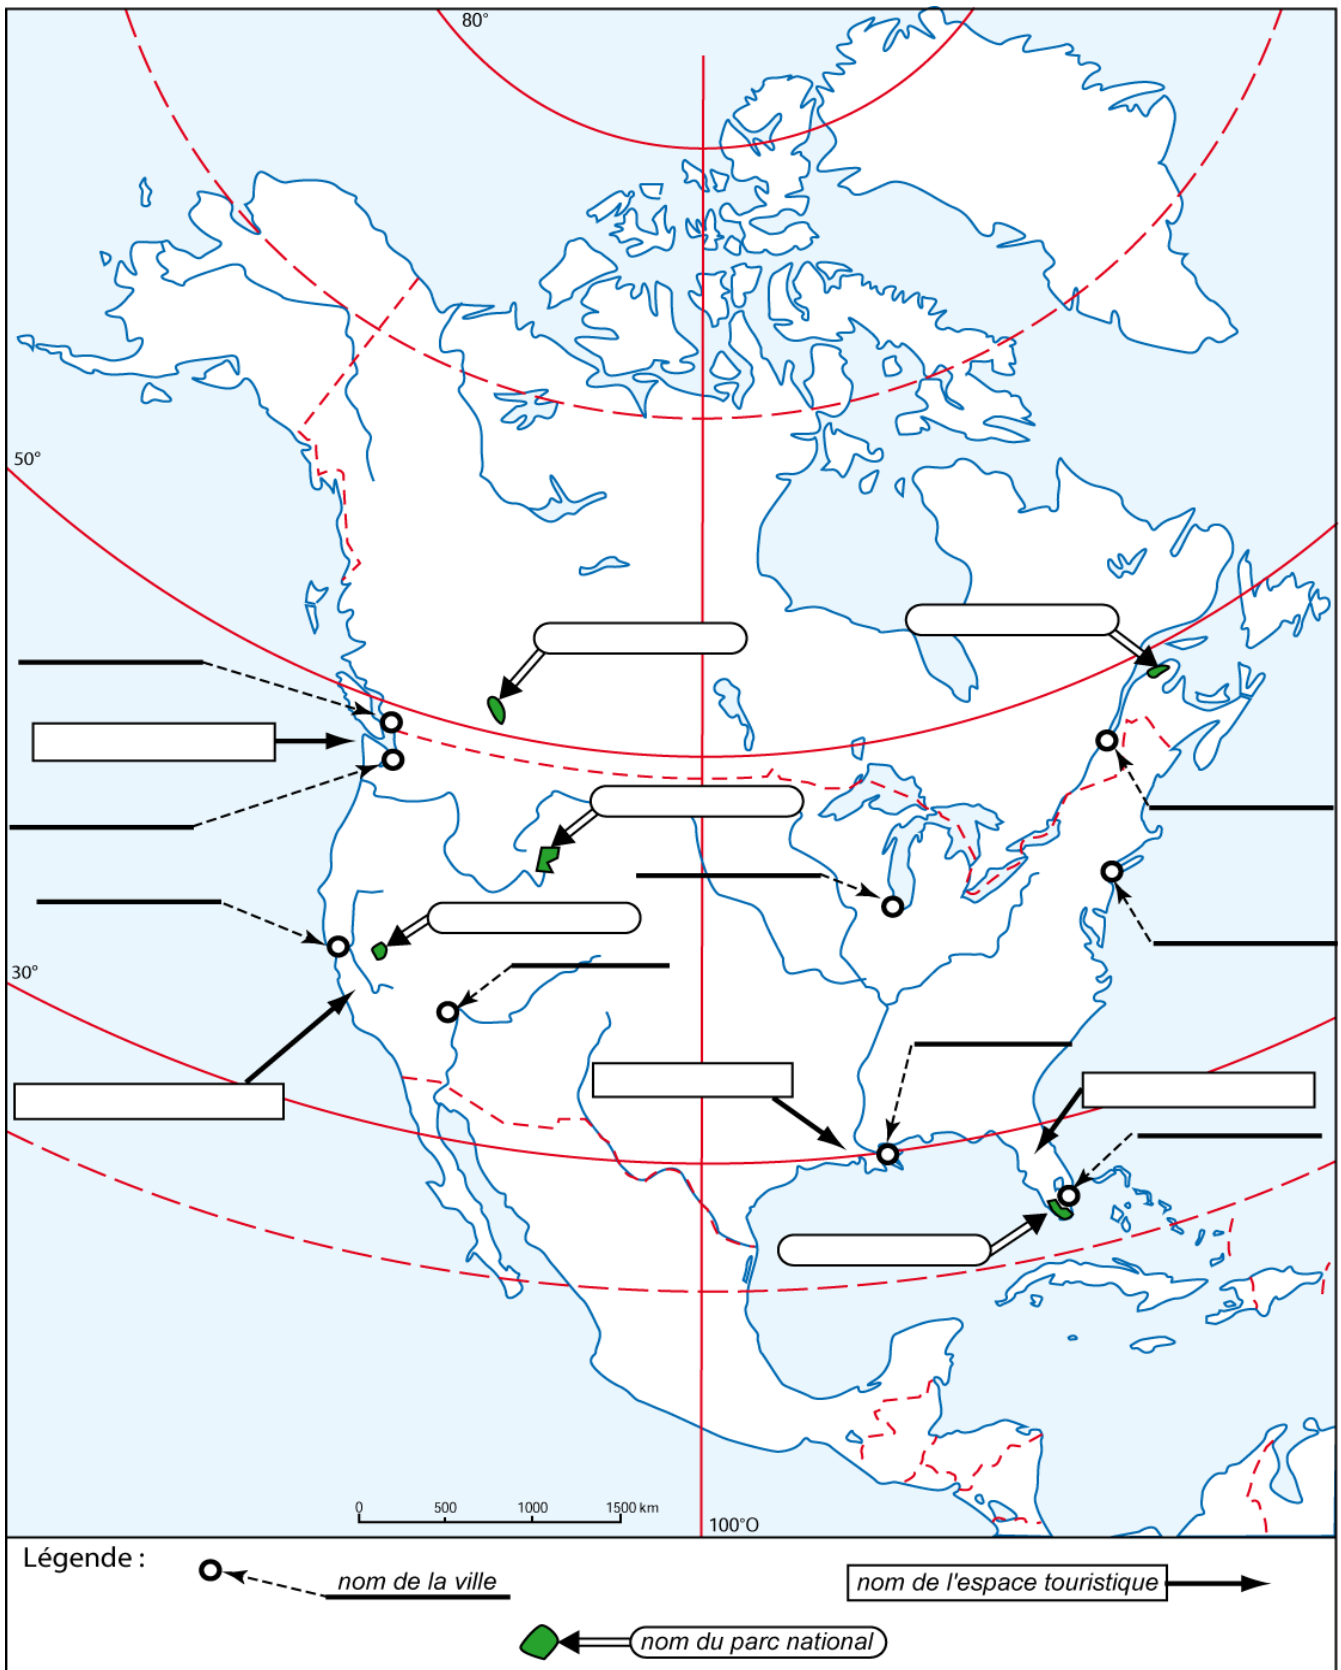 80°
50°
30°
0 500 1000 1500 km
100°O
Légende :
nom de la ville
nom de l'espace touristique
nom du parc national